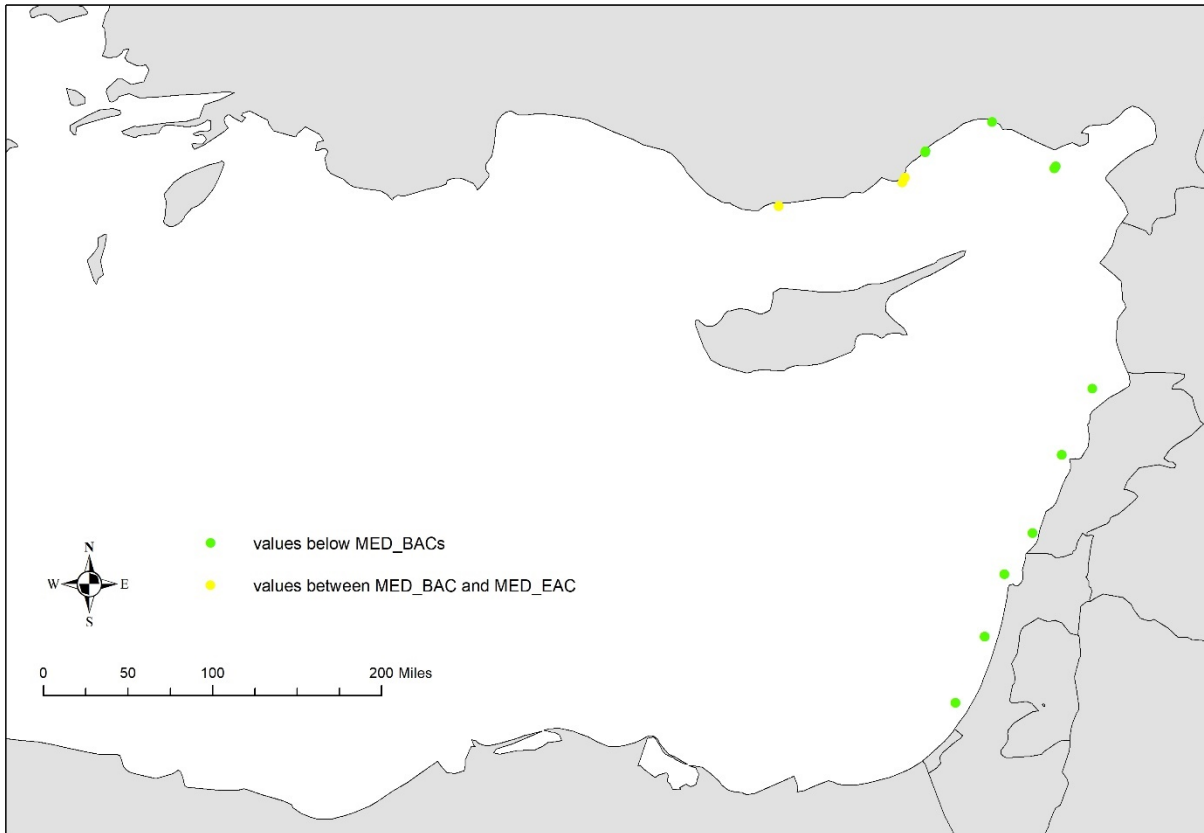 values below MED_BACs
values between MED_BAC and MED_EAC
N
W E
S
0 50 100 200 Miles